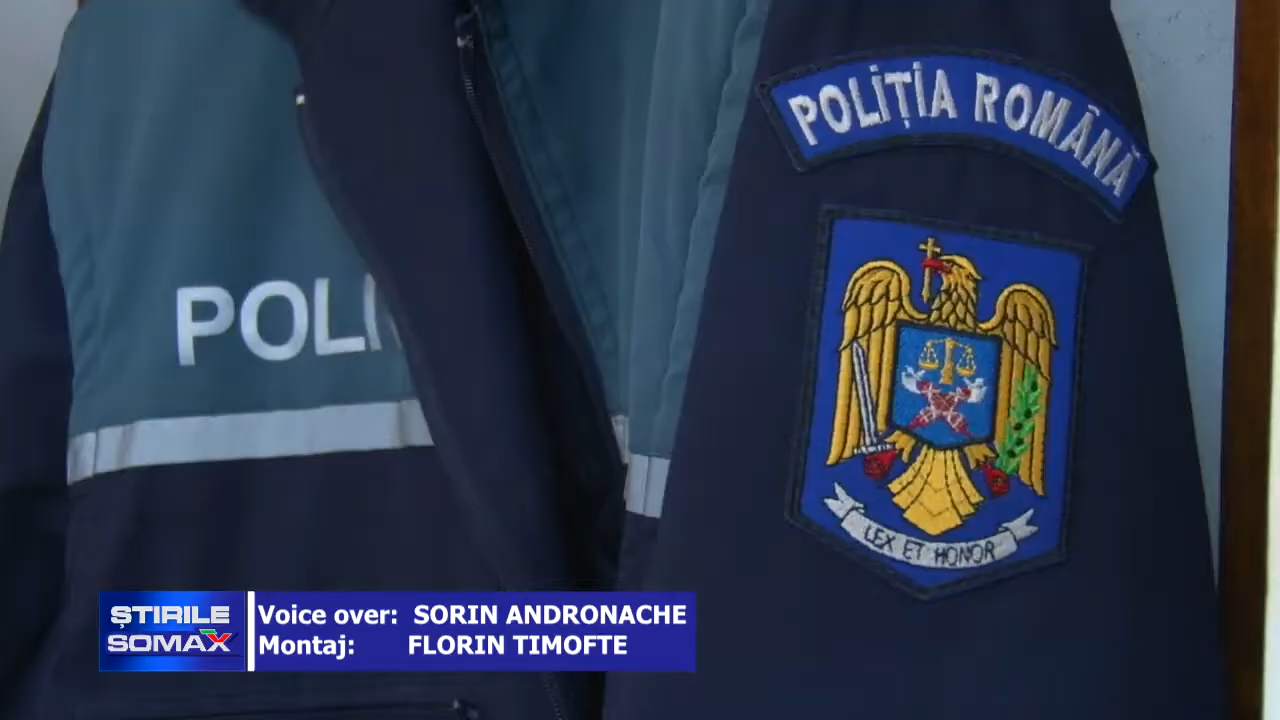 POLIȚIA ROMÂNĂ
POLI
LEX ET HONOR
ȘTIRILE
SOMAX
Voice over: SORIN ANDRONACHE
Montaj: FLORIN TIMOFTE